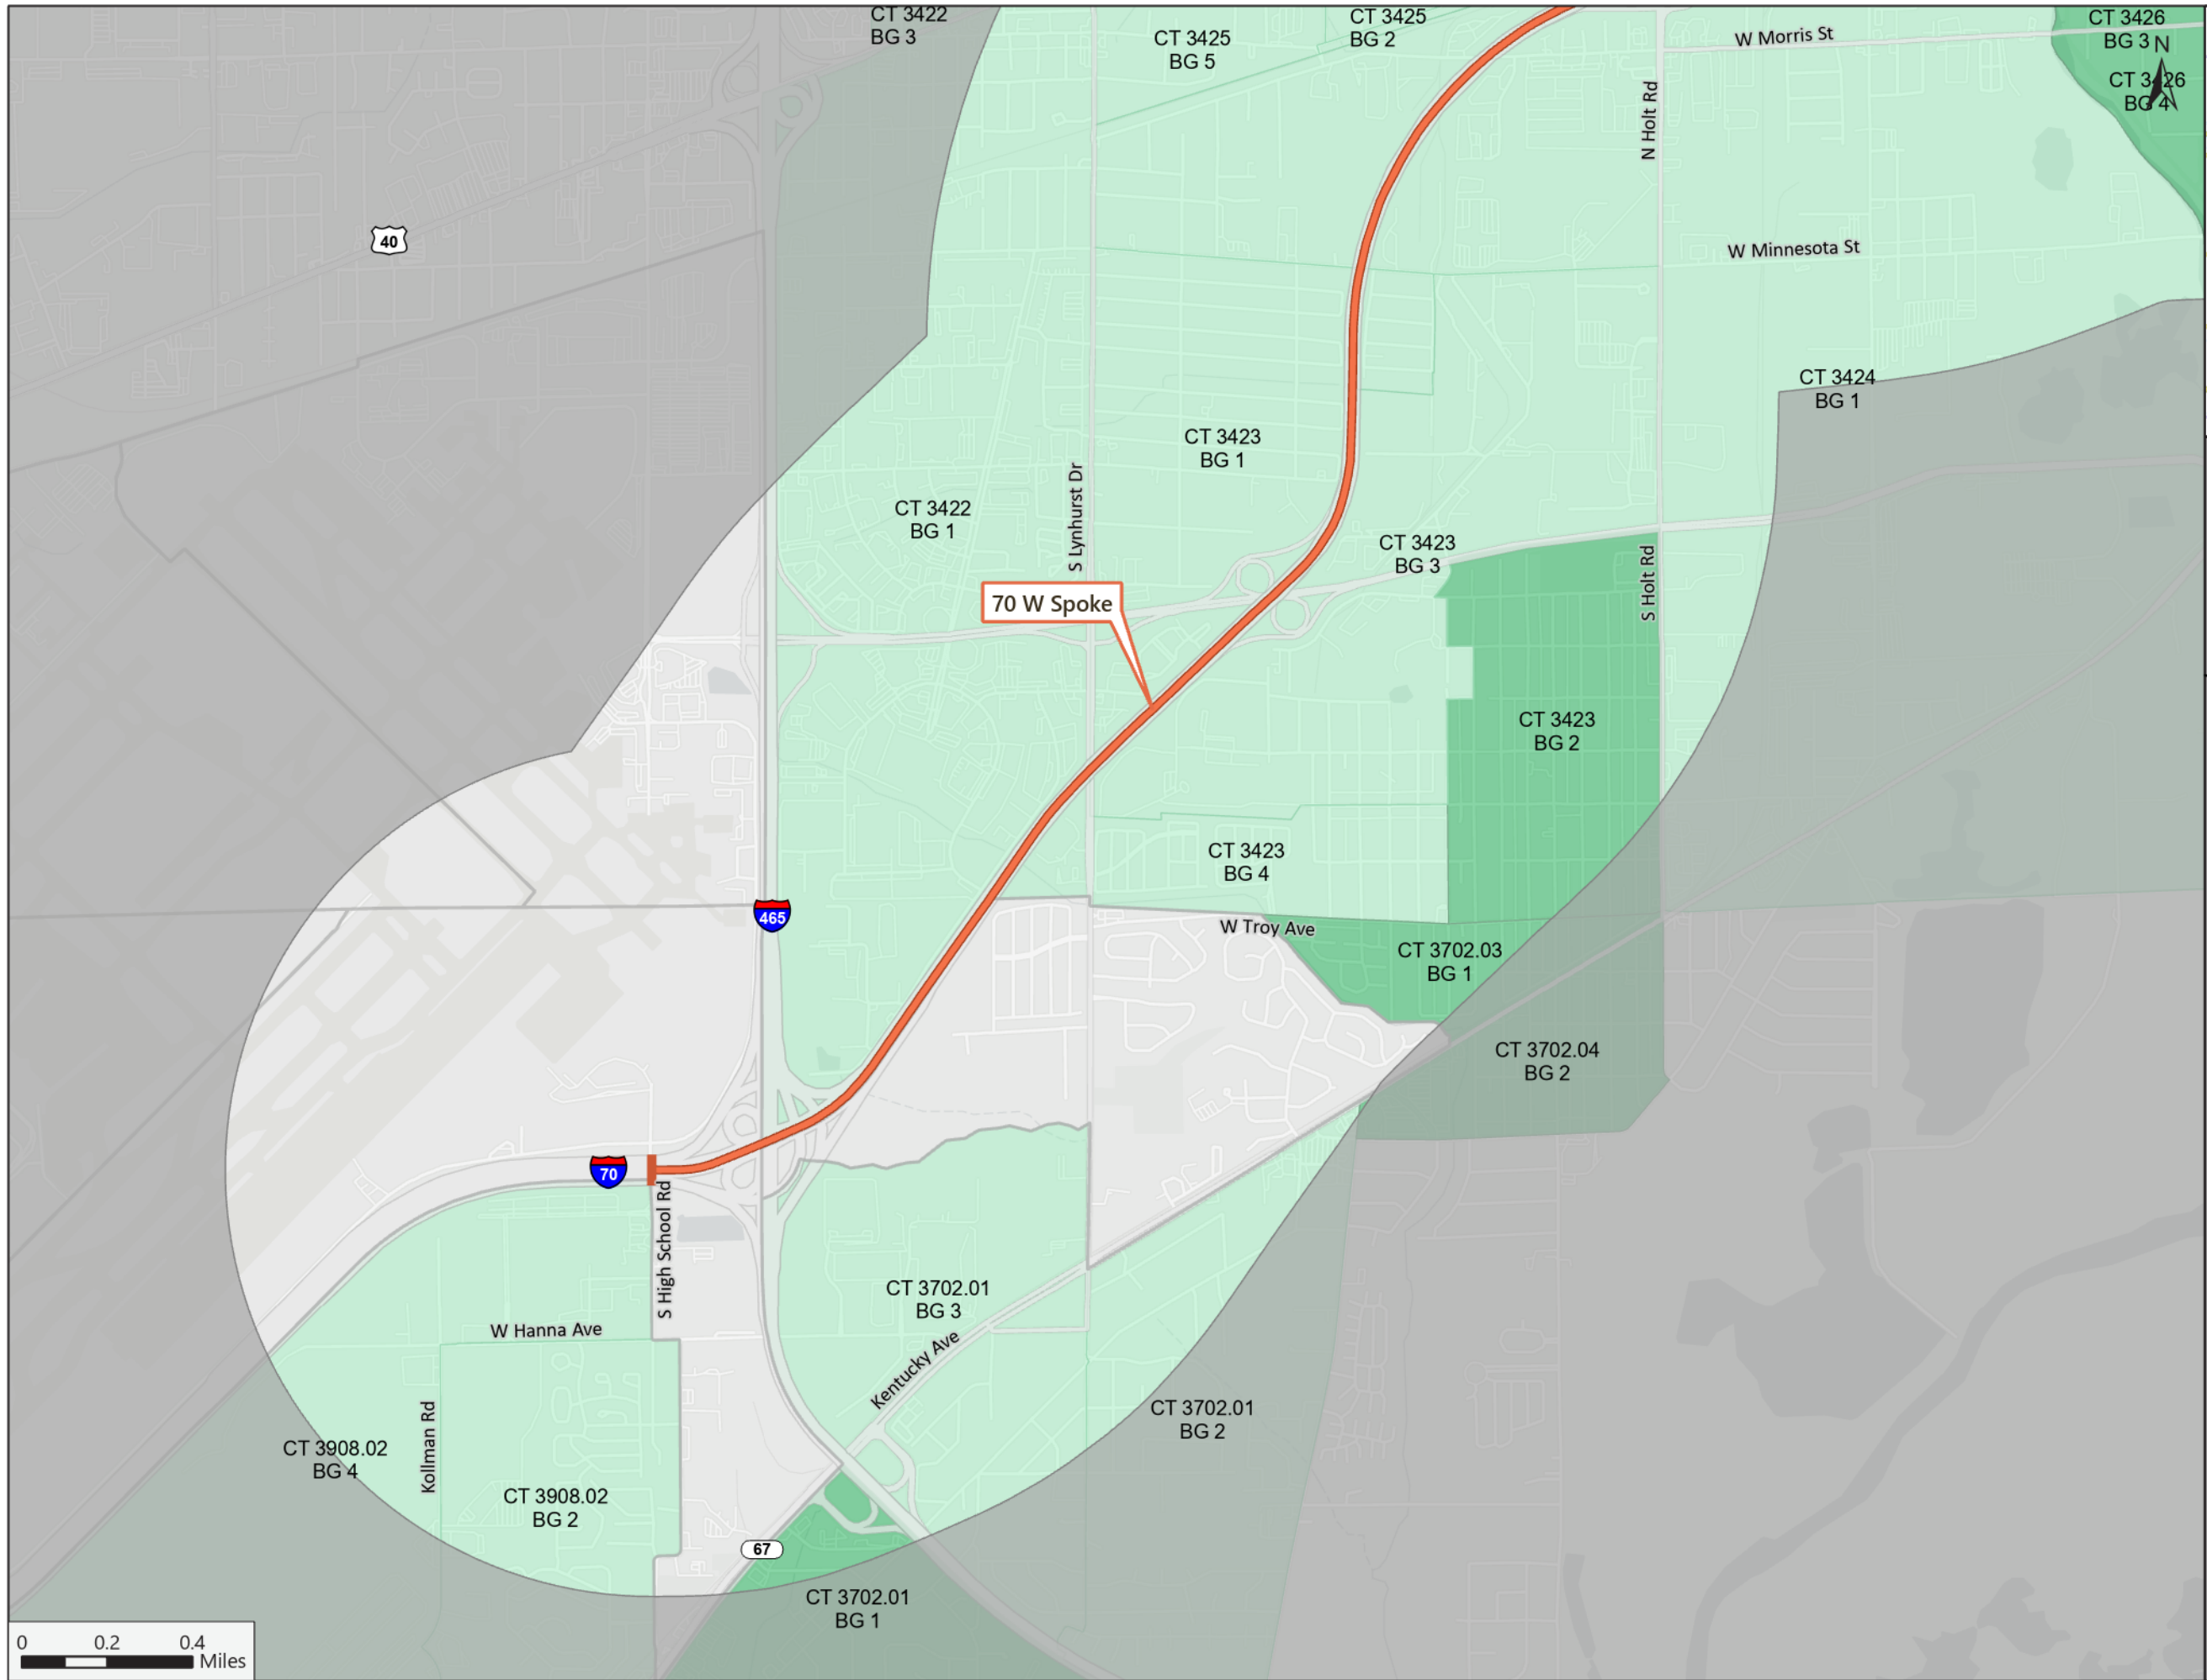 CT 3422
BG 3
CT 3425
BG 5
CT 3425
BG 2
W Morris St
CT 3426
BG 3
N
CT 3426
BG 4
N Holt Rd
40
W Minnesota St
CT 3424
BG 1
CT 3423
BG 1
S Lynhurst Dr
CT 3422
BG 1
CT 3423
BG 3
S Holt Rd
70 W Spoke
CT 3423
BG 2
CT 3423
BG 4
465
W Troy Ave
CT 3702.03
BG 1
CT 3702.04
BG 2
70
S High School Rd
CT 3702.01
BG 3
W Hanna Ave
Kentucky Ave
Kollman Rd
CT 3702.01
BG 2
CT 3908.02
BG 4
CT 3908.02
BG 2
67
CT 3702.01
BG 1
0 0.2 0.4
Miles